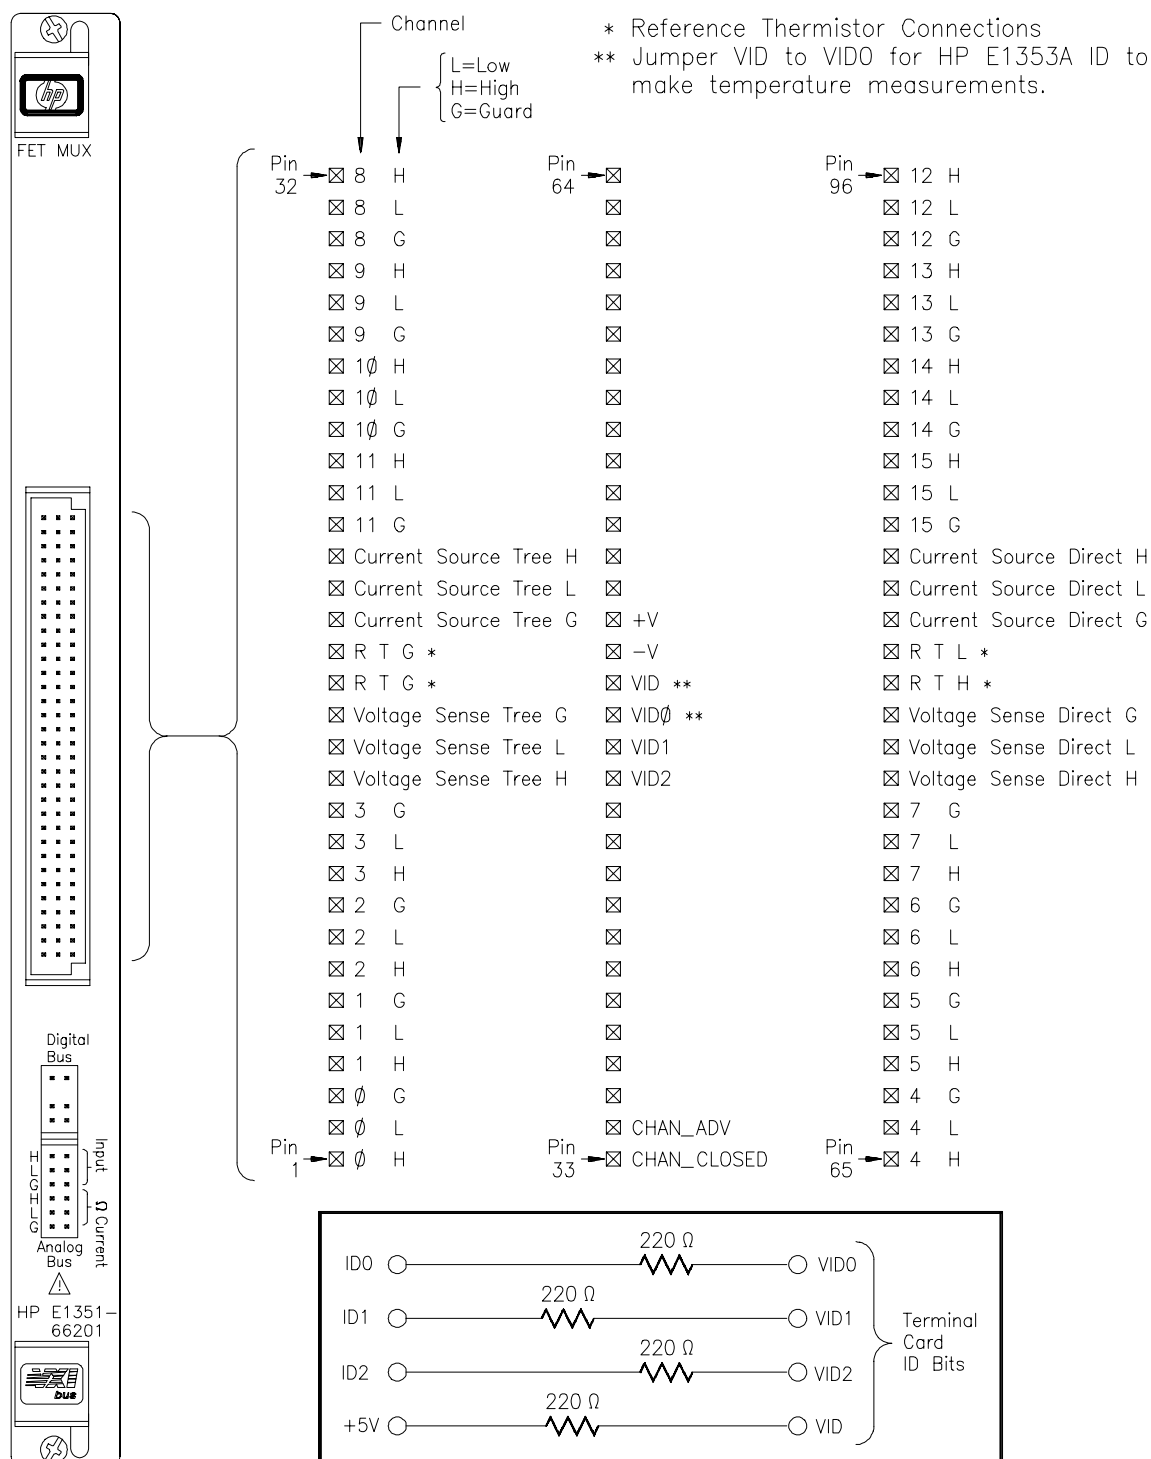 Channel
L=Low
H=High
G=Guard
* Reference Thermistor Connections
** Jumper VID to VID0 for HP E1353A ID to
make temperature measurements.
hp
FET MUX
Pin 32 8 H
Pin 64
Pin 96 12 H
8 L
12 L
8 G
12 G
9 H
13 H
9 L
13 L
9 G
13 G
1Ø H
14 H
1Ø L
14 L
1Ø G
14 G
11 H
15 H
11 L
15 L
11 G
15 G
Current Source Tree H
Current Source Direct H
Current Source Tree L
Current Source Direct L
Current Source Tree G
+V
Current Source Direct G
R T G *
−V
R T L *
R T G *
VID **
R T H *
Voltage Sense Tree G
VIDØ **
Voltage Sense Direct G
Voltage Sense Tree L
VID1
Voltage Sense Direct L
Voltage Sense Tree H
VID2
Voltage Sense Direct H
3 G
7 G
3 L
7 L
3 H
7 H
2 G
6 G
2 L
6 L
2 H
6 H
1 G
5 G
1 L
5 L
1 H
5 H
Ø G
4 G
Ø L
CHAN_ADV
4 L
Pin 1 Ø H
Pin 33 CHAN_CLOSED
Pin 65 4 H
Digital
Bus
H
L
G
Input
H
L
G
Ω Current
Analog
Bus
HP E1351-
66201
VXI
bus
ID0 220 Ω VID0
ID1 220 Ω VID1
ID2 220 Ω VID2
+5V 220 Ω VID
Terminal
Card
ID Bits